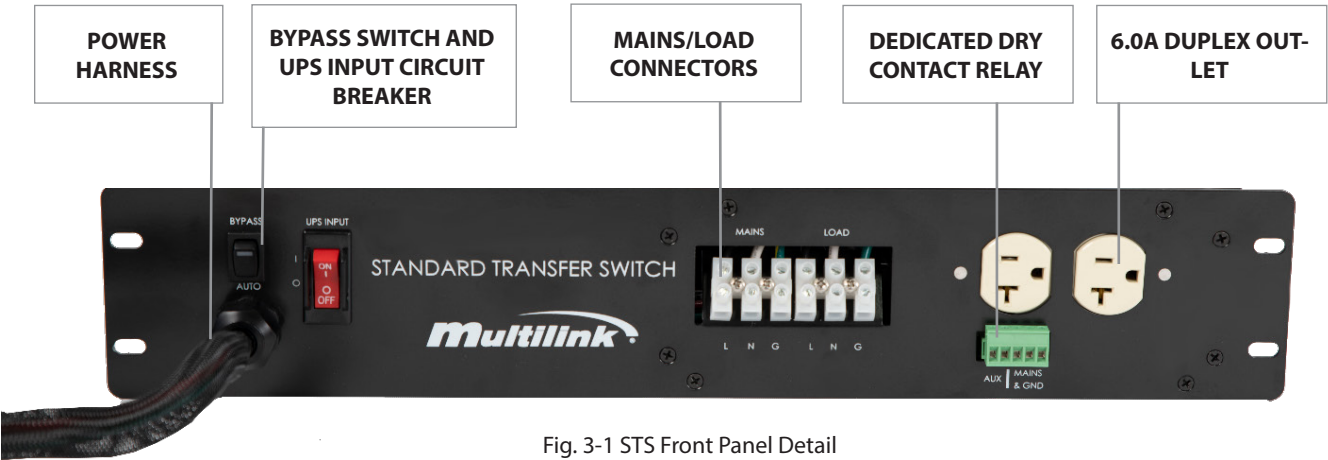 POWER
HARNESS
BYPASS SWITCH AND
UPS INPUT CIRCUIT
BREAKER
MAINS/LOAD
CONNECTORS
DEDICATED DRY
CONTACT RELAY
6.0A DUPLEX OUT-
LET
BYPASS
AUTO
UPS INPUT
I
O
ON
I
O
OFF
STANDARD TRANSFER SWITCH
Multilink
MAINS
LOAD
L N G L N G
AUX
MAINS
& GND
Fig. 3-1 STS Front Panel Detail